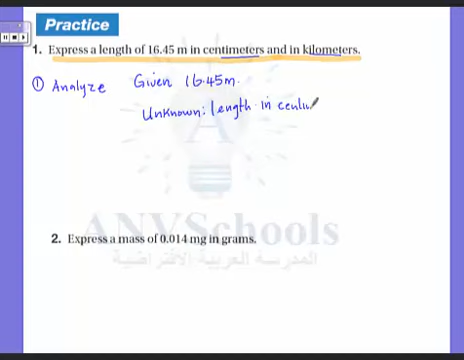 Practice
1. Express a length of 16.45 m in centimeters and in kilometers.
① Analyze Given 16.45m.
Unknown: length in
2. Express a mass of 0.014 mg in grams.
ANVSchools
المدرسة العربية الافتراضية